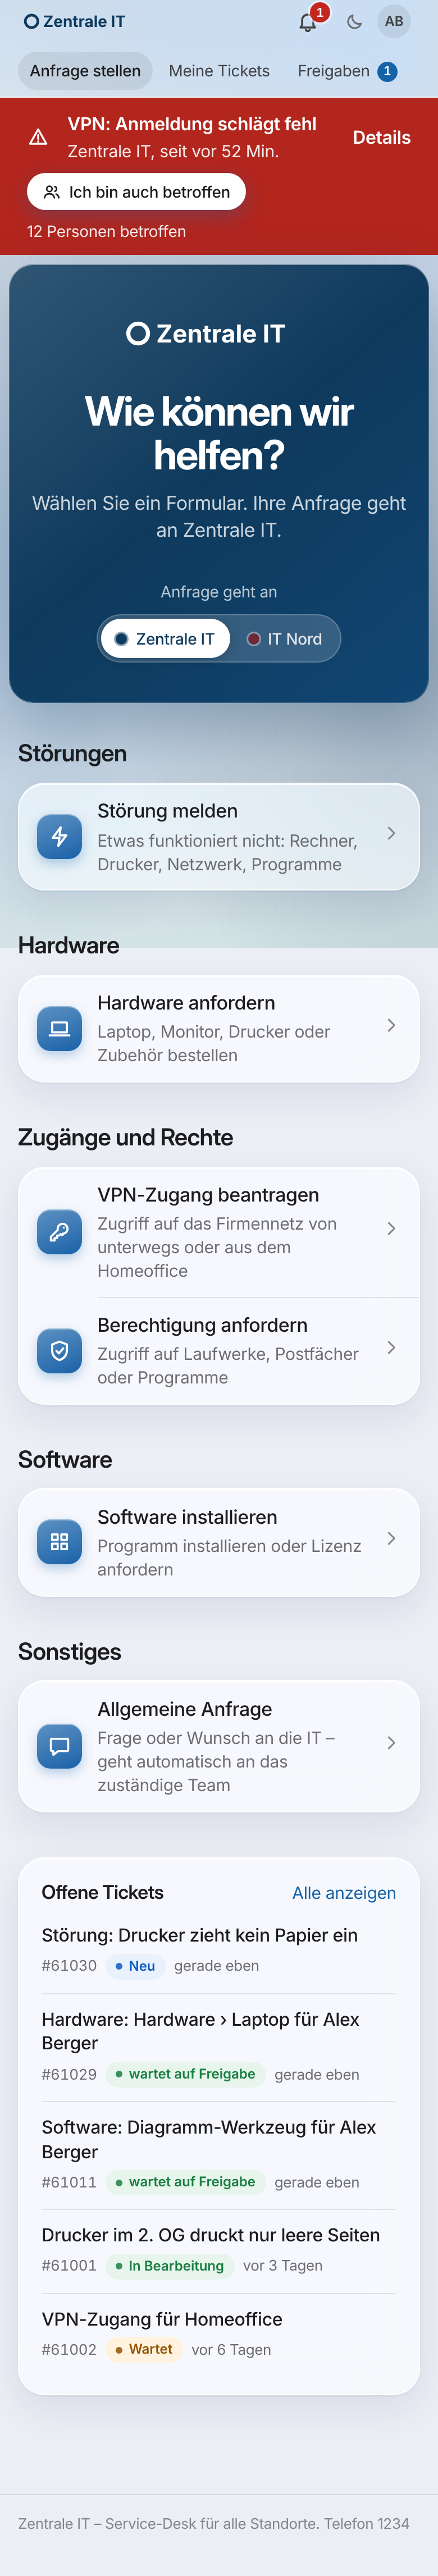 Zentrale IT
1
AB
Anfrage stellen
Meine Tickets
Freigaben 1
VPN: Anmeldung schlägt fehl
Zentrale IT, seit vor 52 Min.
Details
Ich bin auch betroffen
12 Personen betroffen
Zentrale IT
Wie können wir
helfen?
Wählen Sie ein Formular. Ihre Anfrage geht
an Zentrale IT.
Anfrage geht an
Zentrale IT
IT Nord
Störungen
Störung melden
Etwas funktioniert nicht: Rechner,
Drucker, Netzwerk, Programme
Hardware
Hardware anfordern
Laptop, Monitor, Drucker oder
Zubehör bestellen
Zugänge und Rechte
VPN-Zugang beantragen
Zugriff auf das Firmennetz von
unterwegs oder aus dem
Homeoffice
Berechtigung anfordern
Zugriff auf Laufwerke, Postfächer
oder Programme
Software
Software installieren
Programm installieren oder Lizenz
anfordern
Sonstiges
Allgemeine Anfrage
Frage oder Wunsch an die IT –
geht automatisch an das
zuständige Team
Offene Tickets
Alle anzeigen
Störung: Drucker zieht kein Papier ein
#61030 Neu gerade eben
Hardware: Hardware › Laptop für Alex
Berger
#61029 wartet auf Freigabe gerade eben
Software: Diagramm-Werkzeug für Alex
Berger
#61011 wartet auf Freigabe gerade eben
Drucker im 2. OG druckt nur leere Seiten
#61001 In Bearbeitung vor 3 Tagen
VPN-Zugang für Homeoffice
#61002 Wartet vor 6 Tagen
Zentrale IT – Service-Desk für alle Standorte. Telefon 1234